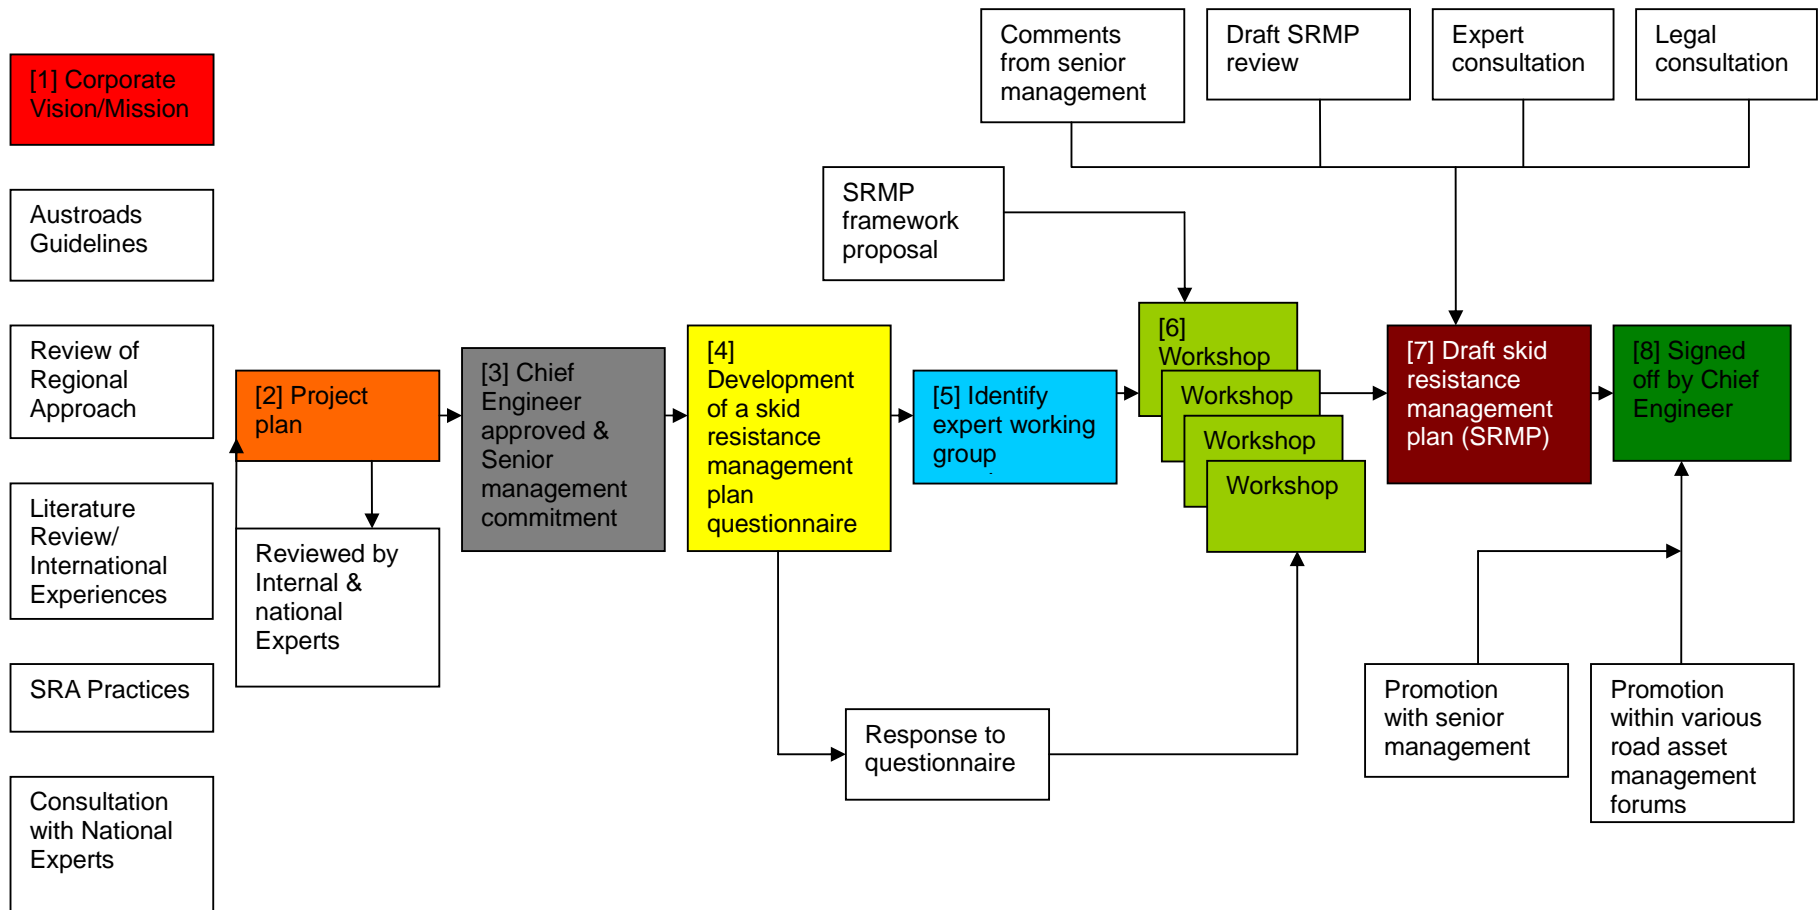 [1] Corporate
Vision/Mission
Austroads
Guidelines
Review of
Regional
Approach
Literature
Review/
International
Experiences
SRA Practices
Consultation
with National
Experts
[2] Project
plan
Reviewed by
Internal &
national
Experts
[3] Chief
Engineer
approved &
Senior
management
commitment
[4]
Development
of a skid
resistance
management
plan
questionnaire
Response to
questionnaire
[5] Identify
expert working
group
SRMP
framework
proposal
[6]
Workshop
Workshop
Workshop
Workshop
Comments
from senior
management
Draft SRMP
review
Expert
consultation
Legal
consultation
[7] Draft skid
resistance
management
plan (SRMP)
[8] Signed
off by Chief
Engineer
Promotion
with senior
management
Promotion
within various
road asset
management
forums